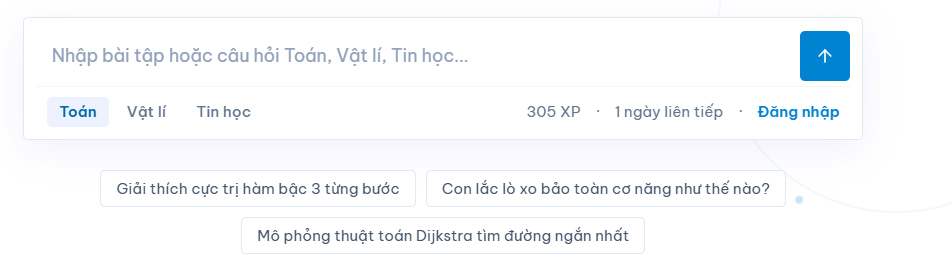 Nhập bài tập hoặc câu hỏi Toán, Vật lí, Tin học...
Toán Vật lí Tin học 305 XP · 1 ngày liên tiếp · Đăng nhập
Giải thích cực trị hàm bậc 3 từng bước Con lắc lò xo bảo toàn cơ năng như thế nào?
Mô phỏng thuật toán Dijkstra tìm đường ngắn nhất